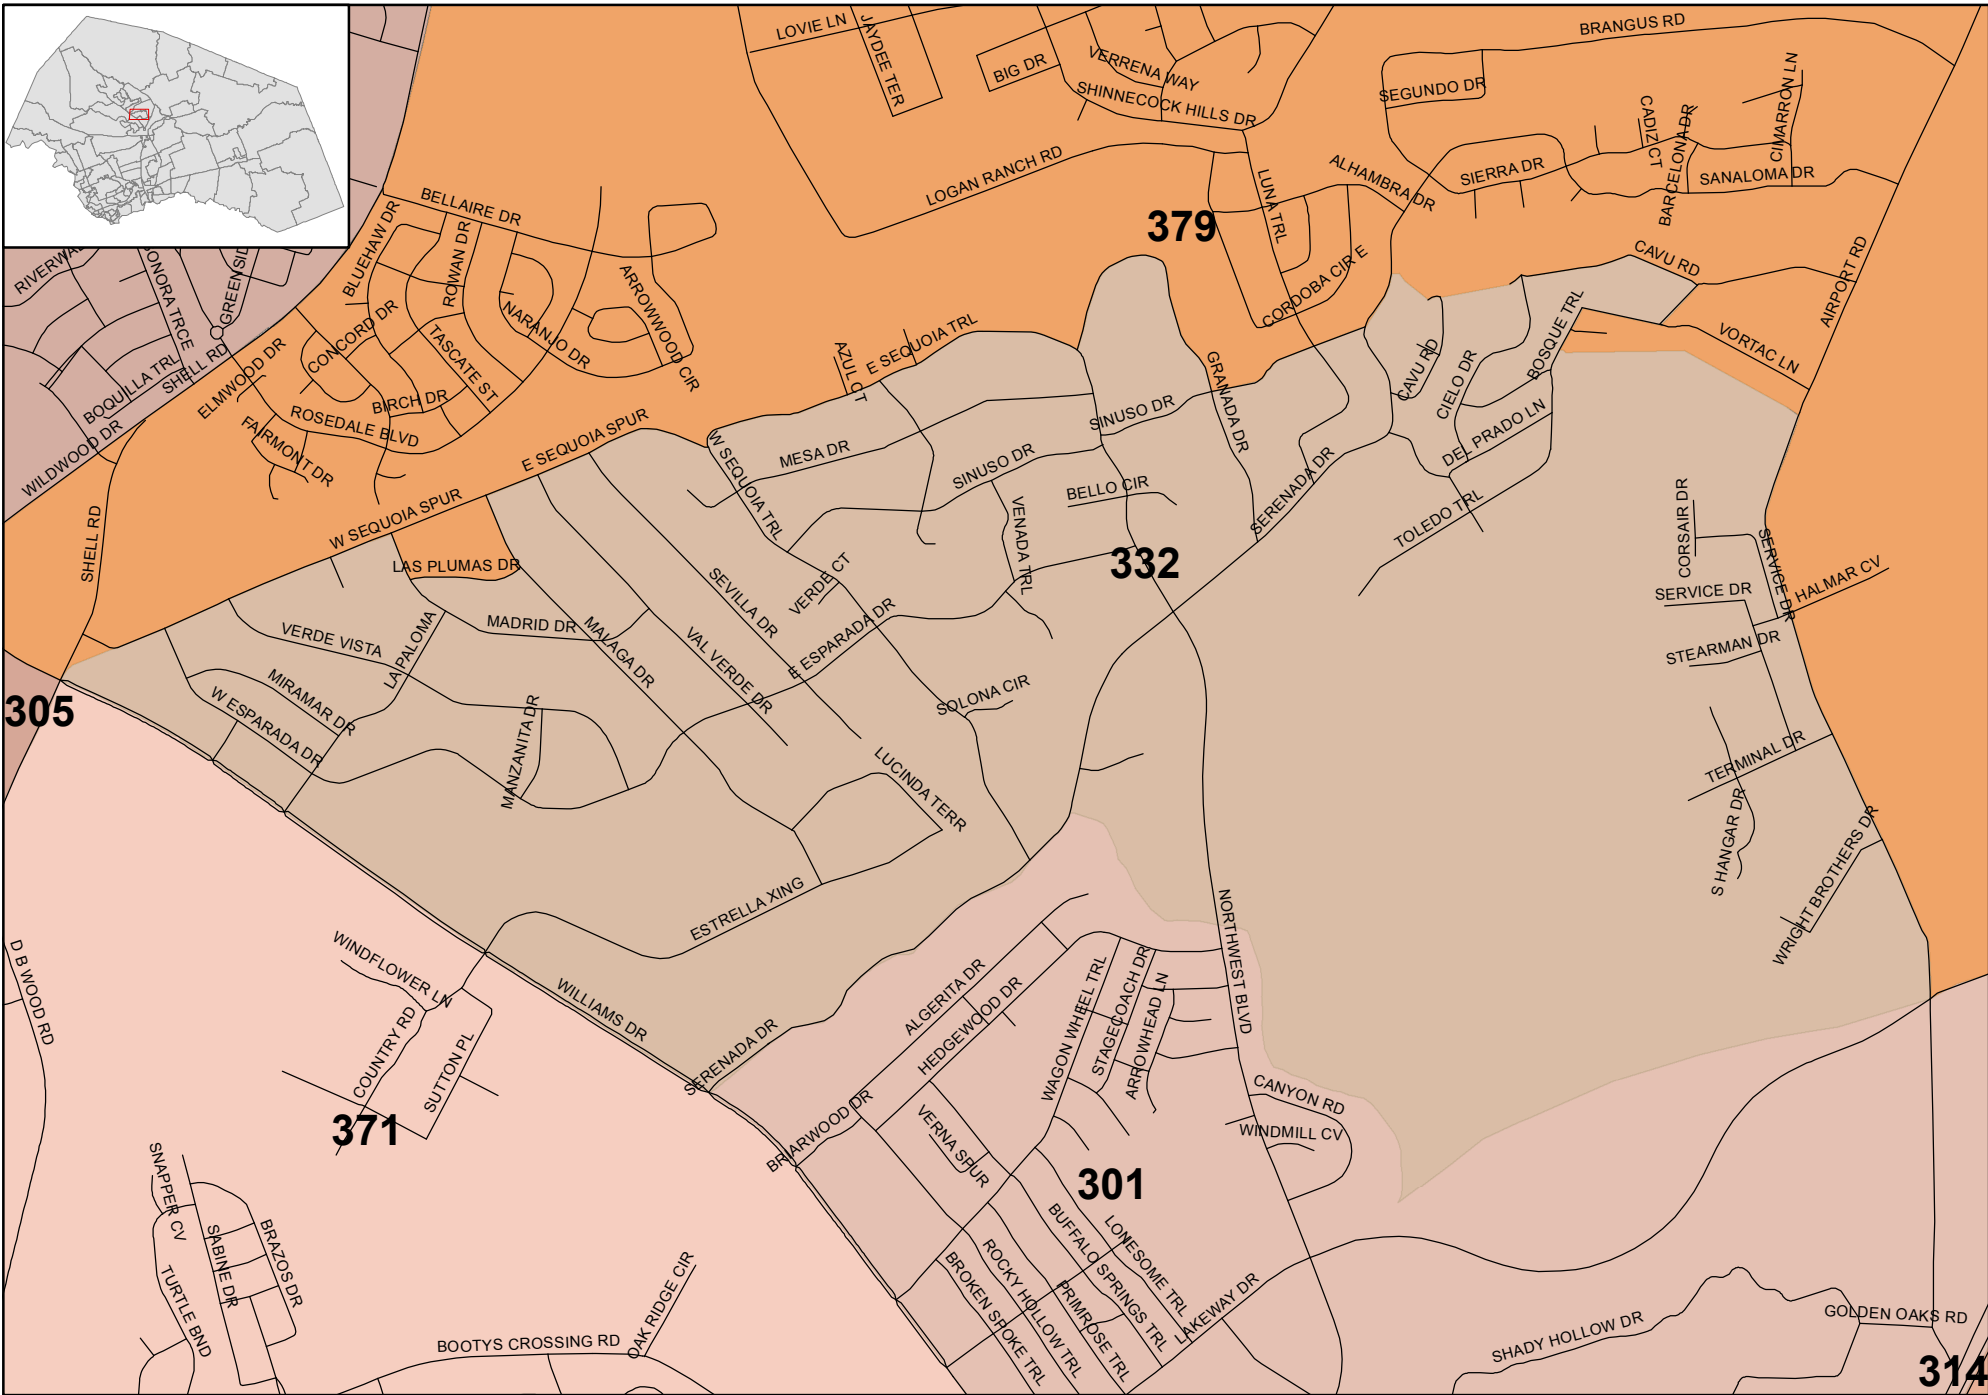 LOVIE LN
JAYDEE TER
BIG DR
VERRENA WAY
SHINNECOCK HILLS DR
BRANGUS RD
SEGUNDO DR
CADIZ CT
BARCELONA DR
CIMARRON LN
SIERRA DR
SANALOMA DR
LOGAN RANCH RD
LUNA TRL
ALHAMBRA DR
379
CORDOBA CIR E
CAVU RD
AIRPORT RD
VORTAC LN
BELLAIRE DR
BLUEHAW DR
ROWAN DR
NARANJO DR
ARROWWOOD CIR
CONCORD DR
TASCATE ST
BIRCH DR
ELMWOOD DR
ROSEDALE BLVD
FAIRMONT DR
GREENSID
BOQUILLA TRL
SHELL RD
WILDWOOD DR
SHELL RD
AZUL CT
E SEQUOIA TRL
E SEQUOIA SPUR
W SEQUOIA SPUR
W SEQUOIA TRL
MESA DR
SINUSO DR
SINUSO DR
GRANADA DR
BELLO CIR
VENADA TRL
332
SERENADA DR
CAVU RD
CIELO DR
BOSQUE TRL
DEL PRADO LN
TOLEDO TRL
CORSAIR DR
SERVICE DR
SERVICE DR
HALMAR CV
STEARMAN DR
TERMINAL DR
S HANGAR DR
WRIGHT BROTHERS DR
LAS PLUMAS DR
MADRID DR
MALAGA DR
SEVILLA DR
VAL VERDE DR
VERDE CT
E ESPARADA DR
SOLONA CIR
VERDE VISTA
LA PALOMA
MIRAMAR DR
W ESPARADA DR
MANZANITA DR
LUCINDA TERR
ESTRELLA XING
305
D B WOOD RD
WINDFLOWER LN
COUNTRY RD
SUTTON PL
371
WILLIAMS DR
SERENADA DR
ALGERITA DR
HEDGEWOOD DR
BRIARWOOD DR
VERNA SPUR
WAGON WHEEL TRL
STAGECOACH DR
ARROWHEAD LN
NORTHWEST BLVD
CANYON RD
WINDMILL CV
301
SNAPPER CV
SABINE DR
BRAZOS DR
TURTLE BND
BOOTYS CROSSING RD
OAK RIDGE CIR
BROKEN SPOKE TRL
ROCKY HOLLOW TRL
PRIMROSE TRL
BUFFALO SPRINGS TRL
LONESOME TRL
LAKEWAY DR
SHADY HOLLOW DR
GOLDEN OAKS RD
314